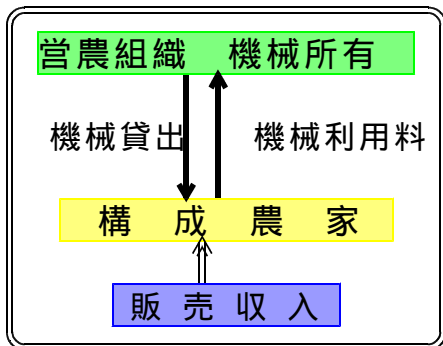 営農組織　機械所有
機械貸出　機械利用料
構　成　農　家
販 売 収 入